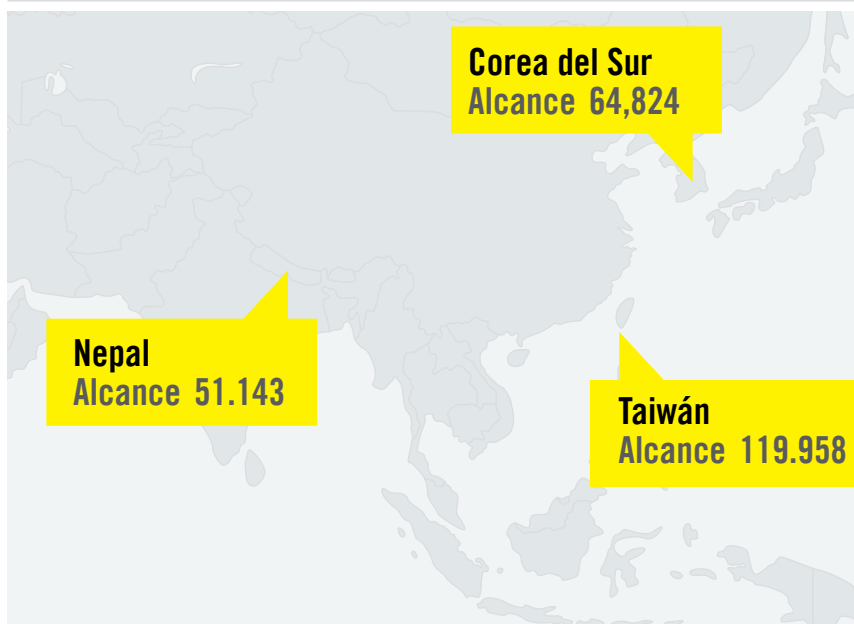 Corea del Sur
Alcance 64,824
Nepal
Alcance 51.143
Taiwán
Alcance 119.958